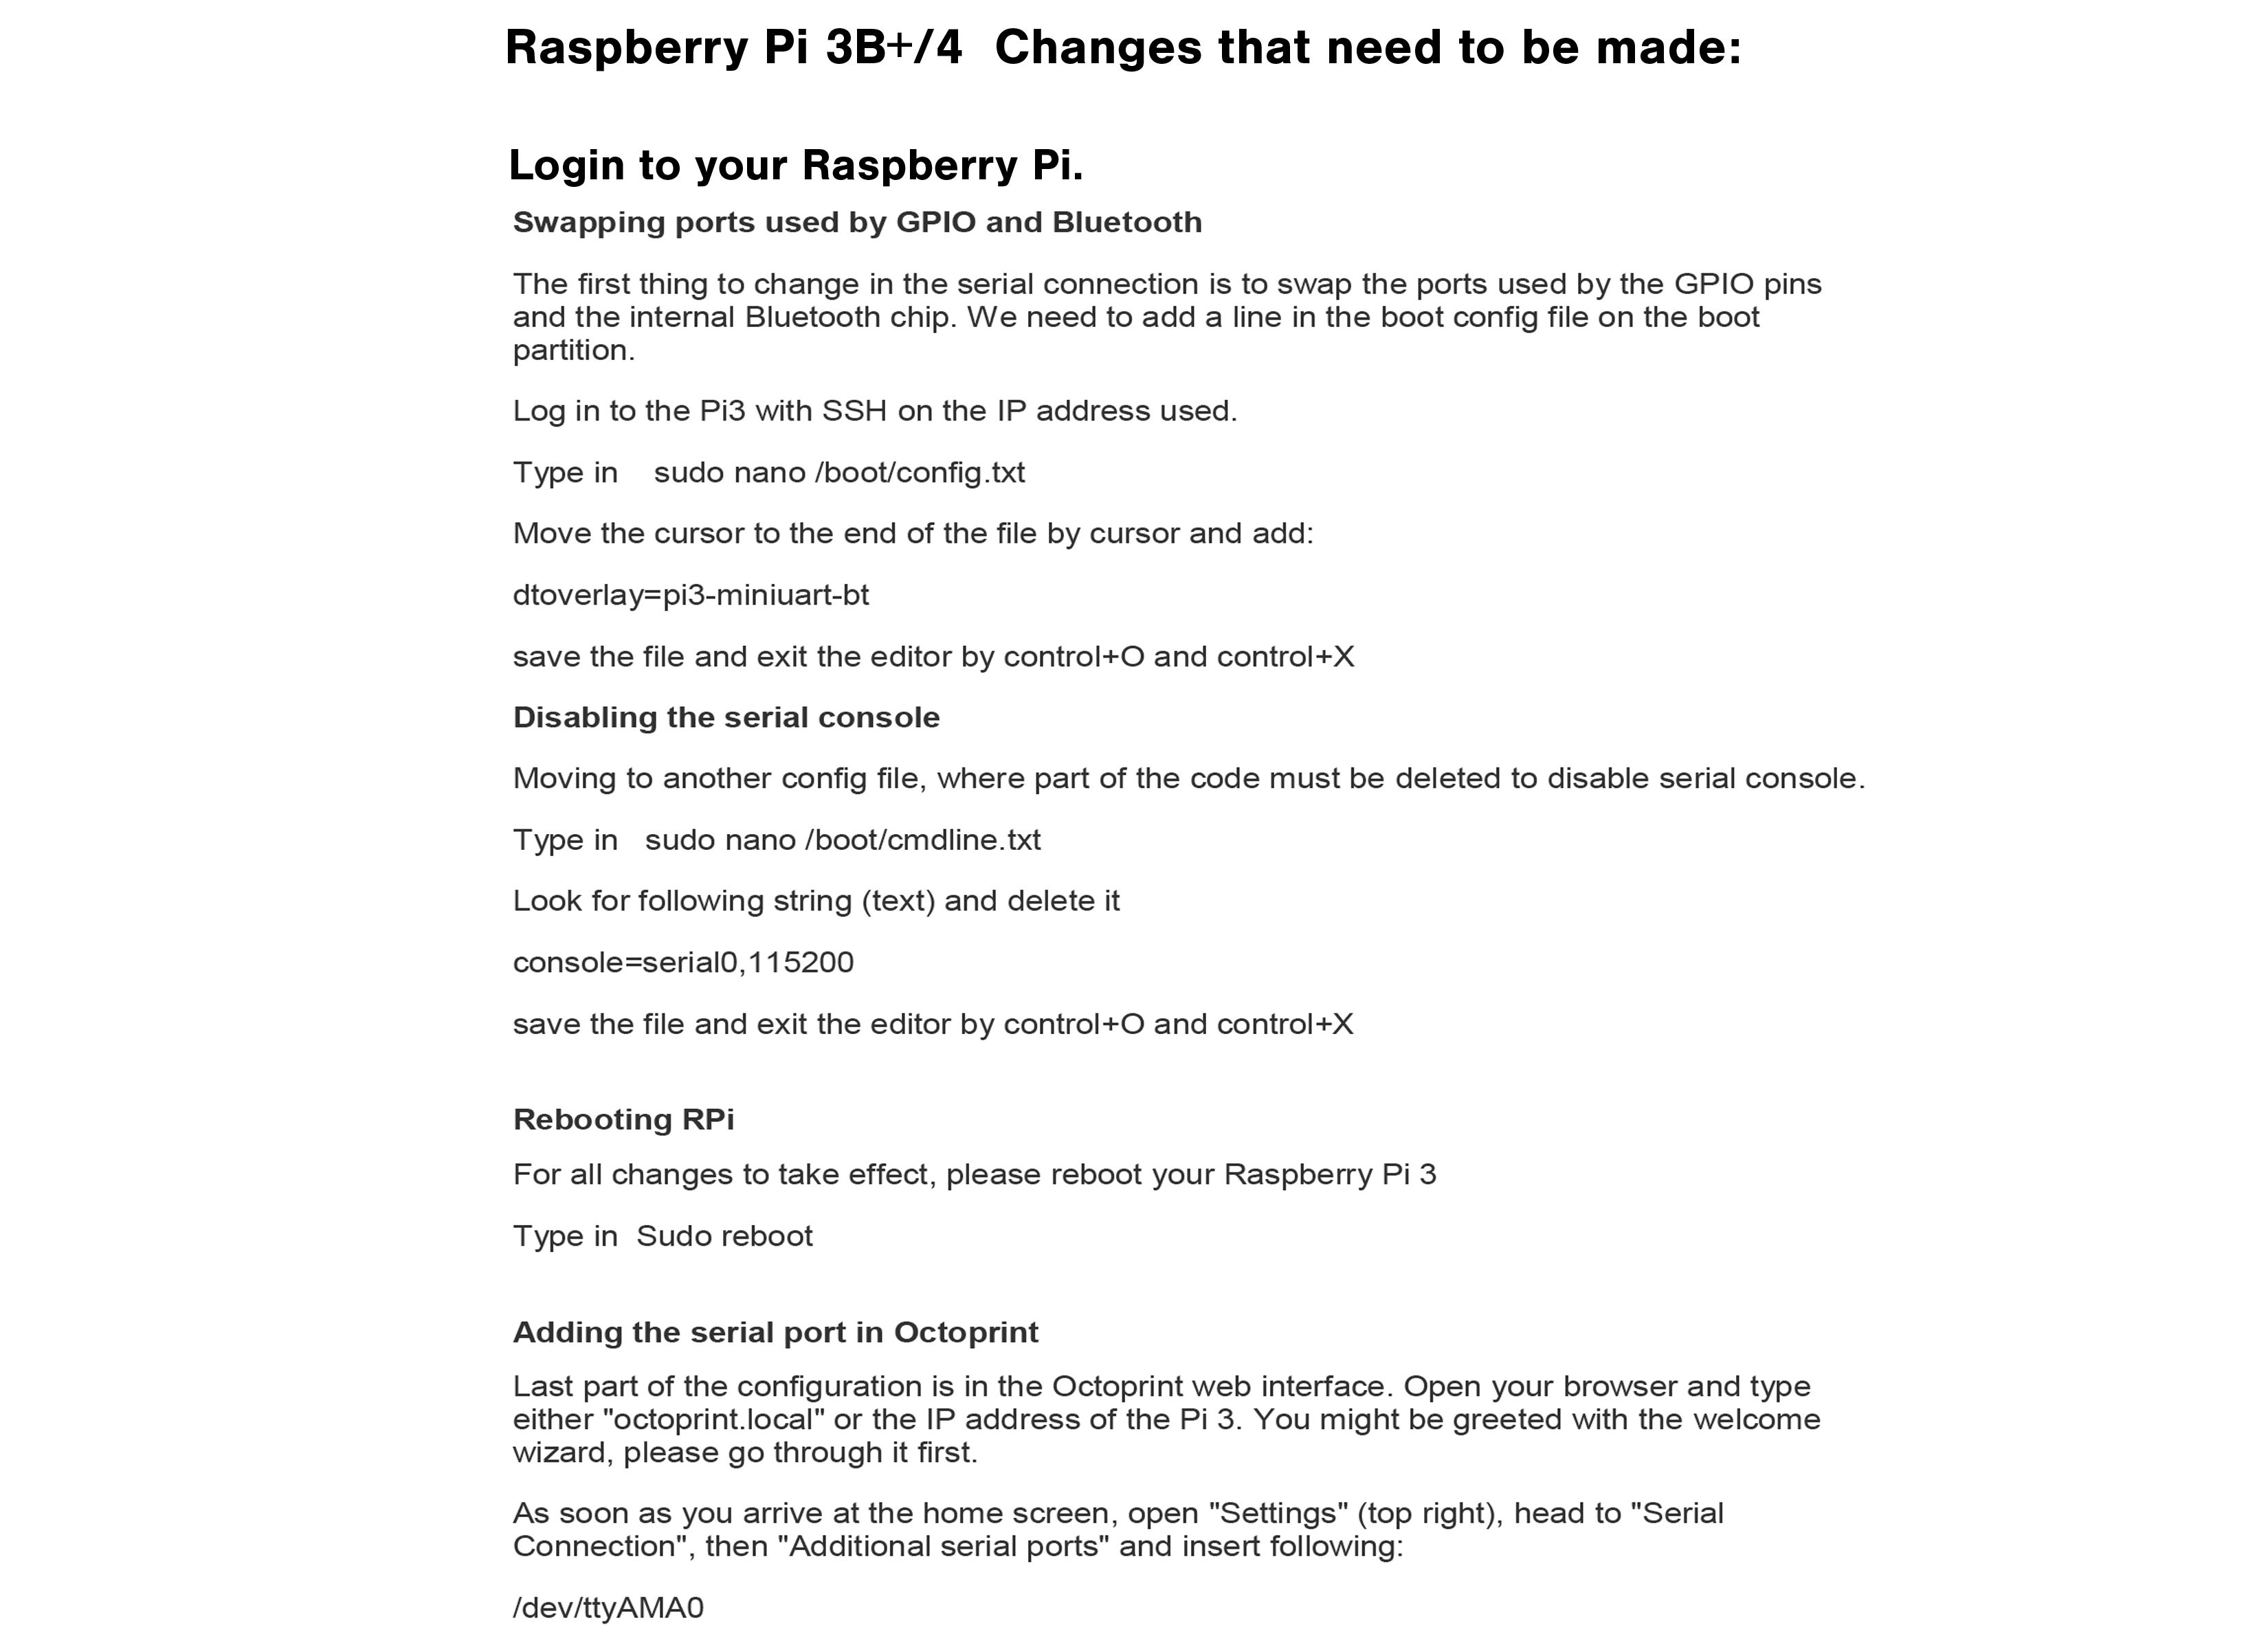 Raspberry Pi 3B+/4  Changes that need to be made:
Login to your Raspberry Pi.
Swapping ports used by GPIO and Bluetooth
The first thing to change in the serial connection is to swap the ports used by the GPIO pins
and the internal Bluetooth chip. We need to add a line in the boot config file on the boot
partition.
Log in to the Pi3 with SSH on the IP address used.
Type in    sudo nano /boot/config.txt
Move the cursor to the end of the file by cursor and add:
dtoverlay=pi3-miniuart-bt
save the file and exit the editor by control+O and control+X
Disabling the serial console
Moving to another config file, where part of the code must be deleted to disable serial console.
Type in   sudo nano /boot/cmdline.txt
Look for following string (text) and delete it
console=serial0,115200
save the file and exit the editor by control+O and control+X
Rebooting RPi
For all changes to take effect, please reboot your Raspberry Pi 3
Type in  Sudo reboot
Adding the serial port in Octoprint
Last part of the configuration is in the Octoprint web interface. Open your browser and type
either "octoprint.local" or the IP address of the Pi 3. You might be greeted with the welcome
wizard, please go through it first.
As soon as you arrive at the home screen, open "Settings" (top right), head to "Serial
Connection", then "Additional serial ports" and insert following:
/dev/ttyAMA0